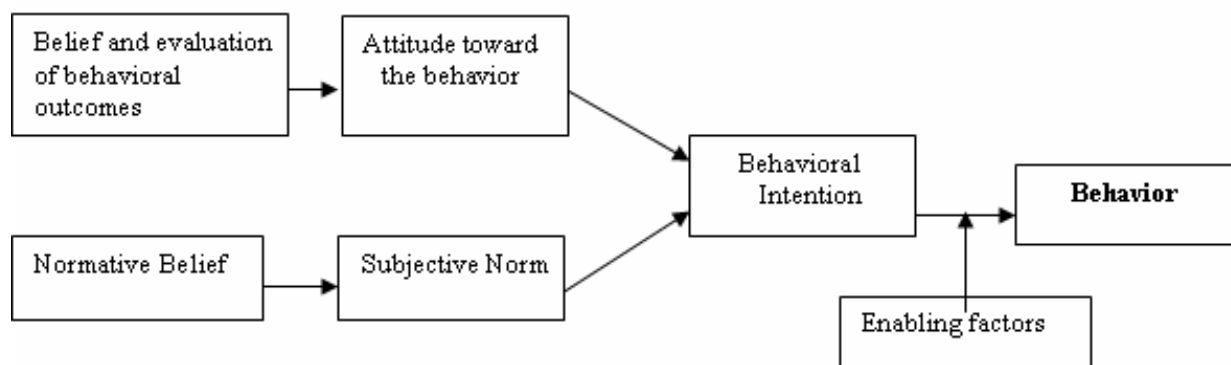 Belief and evaluation
of behavioral
outcomes
Attitude toward
the behavior
Behavioral
Intention
Behavior
Normative Belief
Subjective Norm
Enabling factors